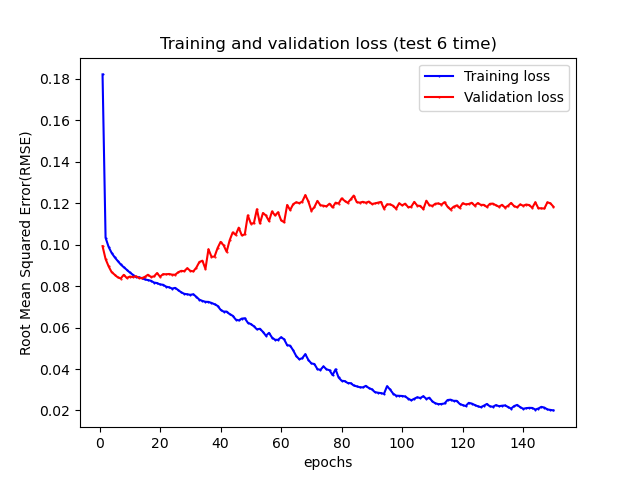 Training and validation loss (test 6 time)
Training loss
Validation loss
Root Mean Squared Error(RMSE)
0.18
0.16
0.14
0.12
0.10
0.08
0.06
0.04
0.02
0 20 40 60 80 100 120 140
epochs